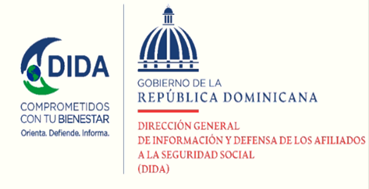 DIDA
COMPROMETIDOS
CON TU BIENESTAR
Orienta. Defiende. Informa.
GOBIERNO DE LA
REPÚBLICA DOMINICANA
DIRECCIÓN GENERAL
DE INFORMACIÓN Y DEFENSA DE LOS AFILIADOS
A LA SEGURIDAD SOCIAL
(DIDA)